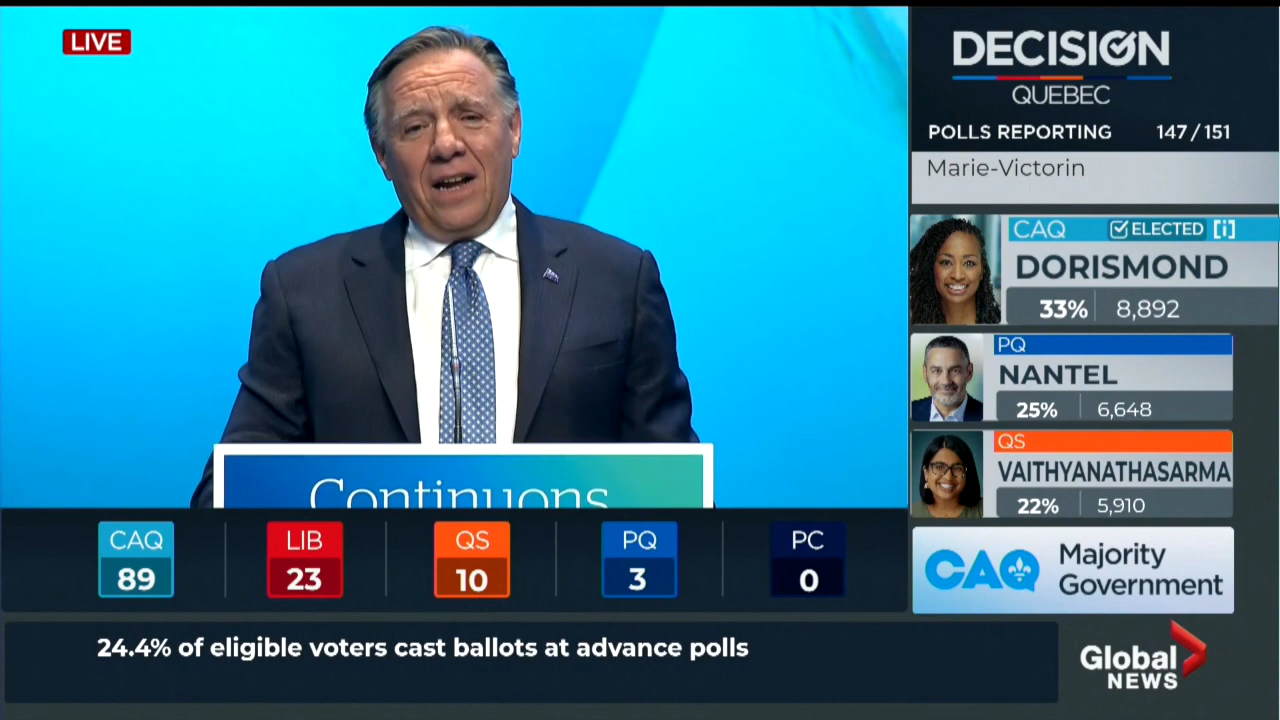 LIVE
DECISION
QUEBEC
POLLS REPORTING 147/151
Marie-Victorin
CAQ ELECTED [i]
DORISMOND
33% 8,892
PQ
NANTEL
25% 6,648
QS
VAITHYANATHASARMA
22% 5,910
CAQ Majority
Government
Continuons
CAQ LIB QS PQ PC
89 23 10 3 0
24.4% of eligible voters cast ballots at advance polls
Global
NEWS